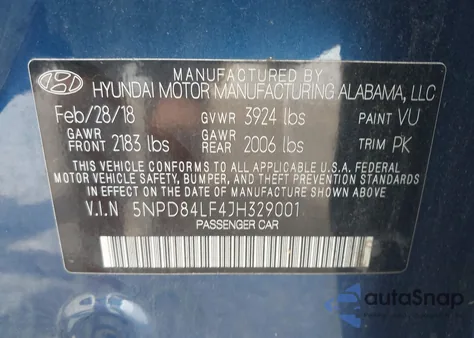 MANUFACTURED BY
HYUNDAI MOTOR MANUFACTURING ALABAMA, LLC
Feb/28/18 GVWR 3924 lbs PAINT VU
GAWR FRONT 2183 lbs GAWR REAR 2006 lbs TRIM PK
THIS VEHICLE CONFORMS TO ALL APPLICABLE U.S.A. FEDERAL
MOTOR VEHICLE SAFETY, BUMPER, AND THEFT PREVENTION STANDARDS
IN EFFECT ON THE DATE OF MANUFACTURE SHOWN ABOVE.
V.I.N 5NPD84LF4JH329001
PASSENGER CAR
autoSnap